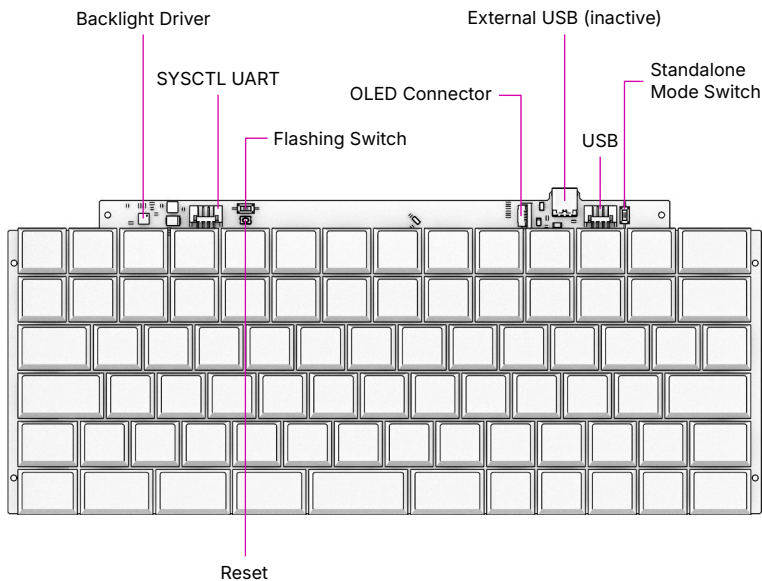 Backlight Driver
External USB (inactive)
SYSCTL UART
OLED Connector
Standalone
Mode Switch
Flashing Switch
USB
Reset